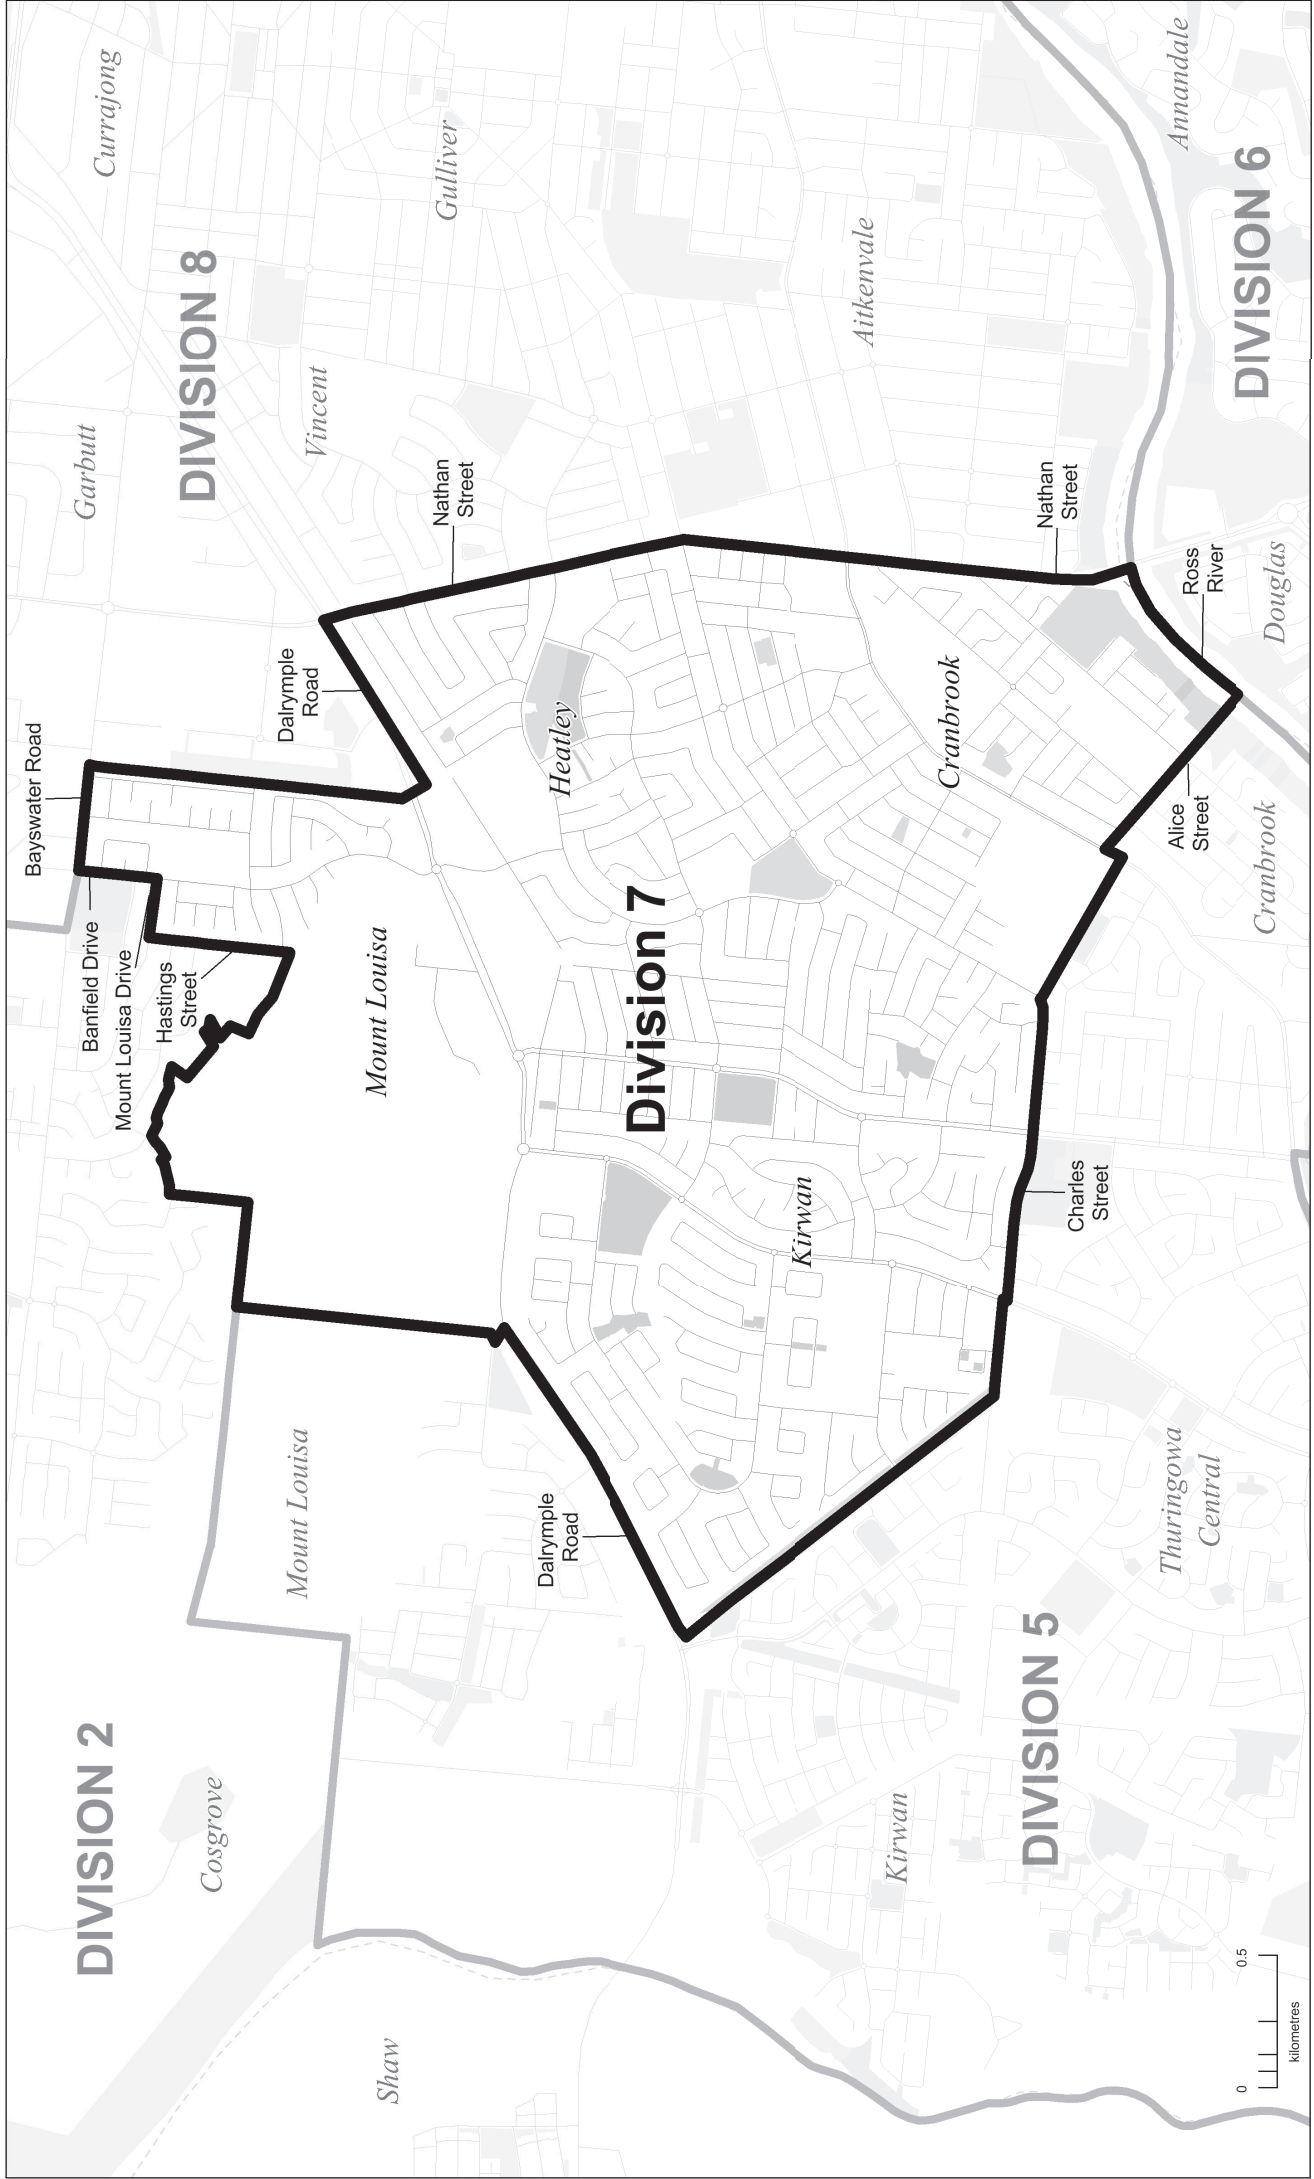 Bayswater Road
DIVISION 2
Banfield Drive
Garbutt
Currajong
Mount Louisa Drive
Hastings
Street
DIVISION 8
Cosgrove
Mount Louisa
Dalrymple
Road
Vincent
Mount Louisa
Shaw
Nathan
Street
Gulliver
Dalrymple
Road
Heatley
Division 7
Kirwan
Aitkenvale
Kirwan
Cranbrook
DIVISION 5
Nathan
Street
Charles
Street
Thuringowa
Central
Alice
Street
Annandale
Ross
River
0 0.5
kilometres
DIVISION 6
Cranbrook
Douglas